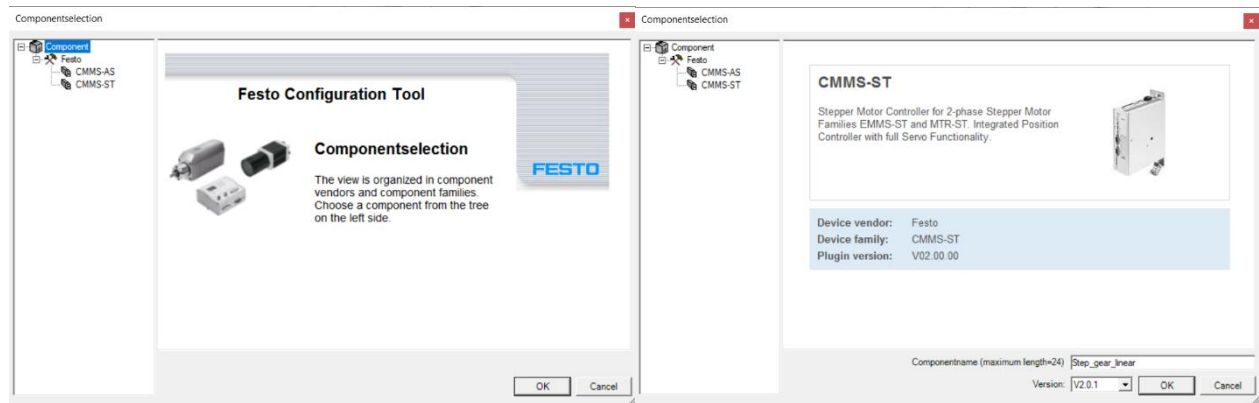 Componentselection
Component
Festo
CMMS-AS
CMMS-ST
Festo Configuration Tool
Componentselection
The view is organized in component
vendors and component families.
Choose a component from the tree
on the left side.
FESTO
OK Cancel
Componentselection
Component
Festo
CMMS-AS
CMMS-ST
CMMS-ST
Stepper Motor Controller for 2-phase Stepper Motor
Families EMMS-ST and MTR-ST. Integrated Position
Controller with full Servo Functionality.
Device vendor: Festo
Device family: CMMS-ST
Plugin version: V02.00.00
Componentname (maximum length=24) Step_gear_linear
Version: V2.0.1 OK Cancel